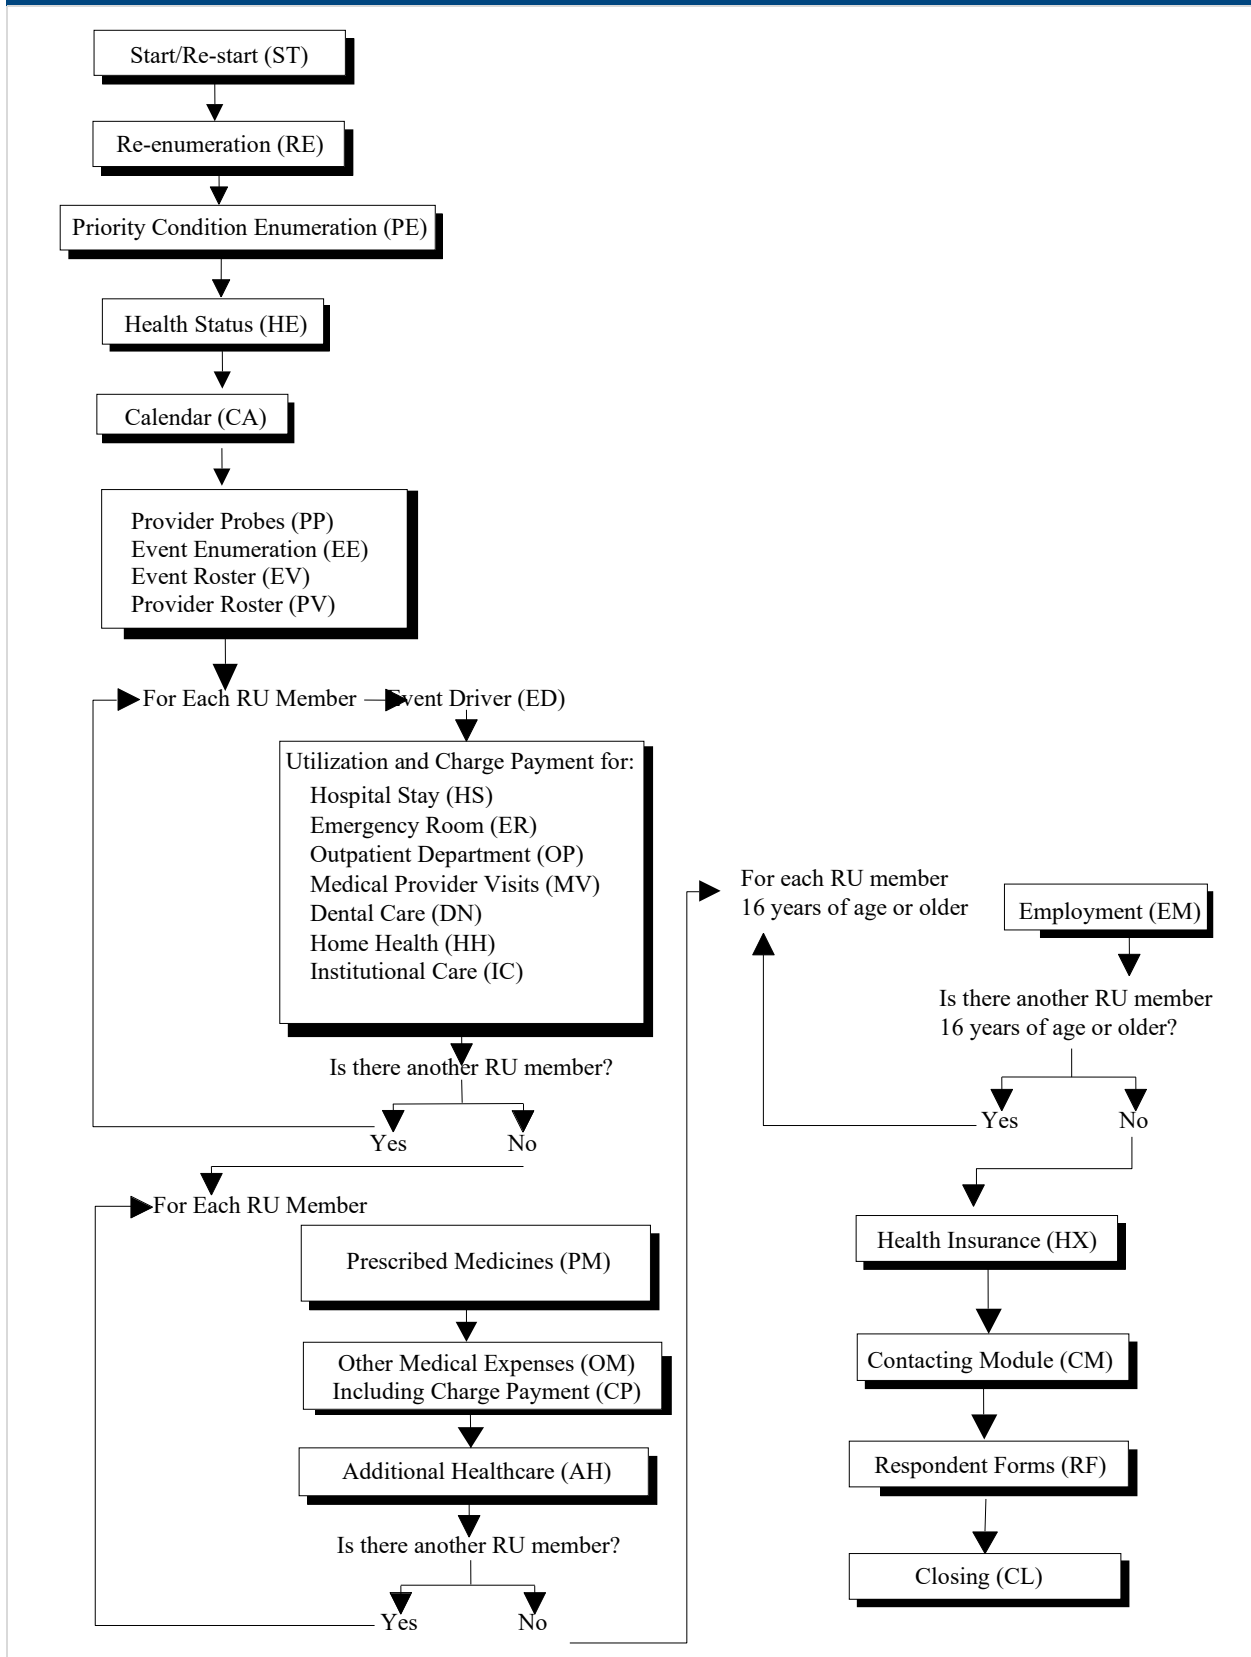 Start/Re-start (ST)
Re-enumeration (RE)
Priority Condition Enumeration (PE)
Health Status (HE)
Calendar (CA)
Provider Probes (PP)
Event Enumeration (EE)
Event Roster (EV)
Provider Roster (PV)
For Each RU Member
Event Driver (ED)
Utilization and Charge Payment for:
Hospital Stay (HS)
Emergency Room (ER)
Outpatient Department (OP)
Medical Provider Visits (MV)
Dental Care (DN)
Home Health (HH)
Institutional Care (IC)
Is there another RU member?
Yes
No
For Each RU Member
Prescribed Medicines (PM)
Other Medical Expenses (OM)
Including Charge Payment (CP)
Additional Healthcare (AH)
Is there another RU member?
Yes
No
For each RU member
16 years of age or older
Employment (EM)
Is there another RU member
16 years of age or older?
Yes
No
Health Insurance (HX)
Contacting Module (CM)
Respondent Forms (RF)
Closing (CL)